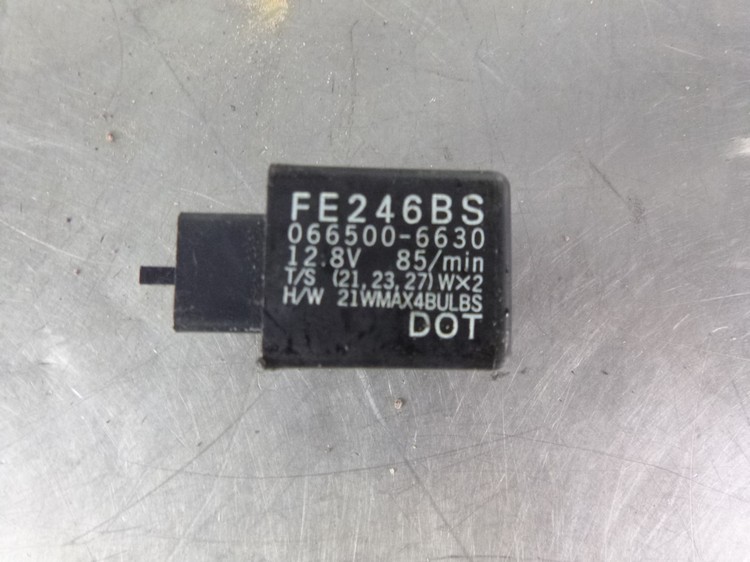 FE246BS
066500-6630
12.8V 85/min
T/S (21,23,27)W×2
H/W 21WMAX4BULBS
DOT